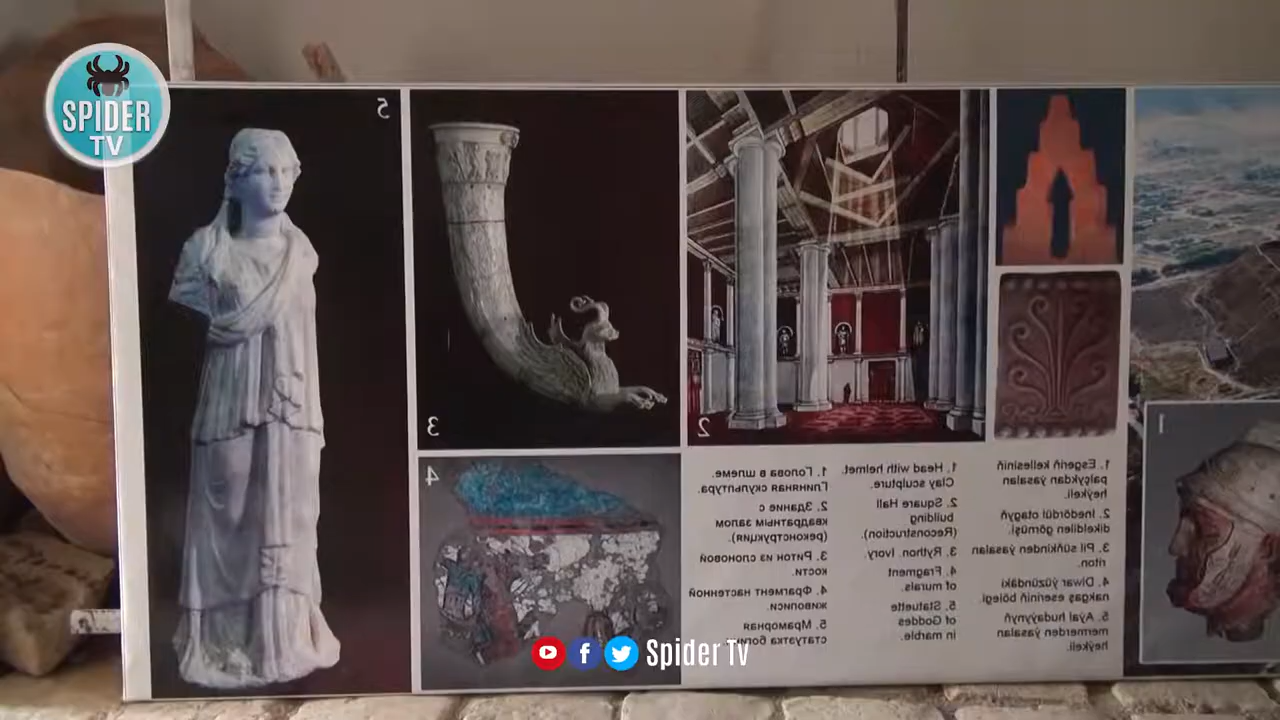 SPIDER
TV
5
3
2
4
1
1. Esgeriň kellesiniň
palçykdan ýasalan
heýkeli.
2. Inedördül otagyň
dikeldilen görnüşi.
3. Pil süňkinden ýasalan
riton.
4. Diwar ýüzündäki
nakgaş eseriniň bölegi.
5. Aýal hudaýynyň
mermerden ýasalan
heýkeli.
1. Head with helmet.
Clay sculpture.
2. Square Hall
building
(Reconstruction).
3. Rython. Ivory.
4. Fragment
of murals.
5. Statuette
of Goddes
in marble.
1. Голова в шлеме.
Глиняная скульптура.
2. Здание с
квадратным залом
(реконструкция).
3. Ритон из слоновой
кости.
4. Фрагмент настенной
живописи.
5. Мраморная
статуэтка
Spider Tv